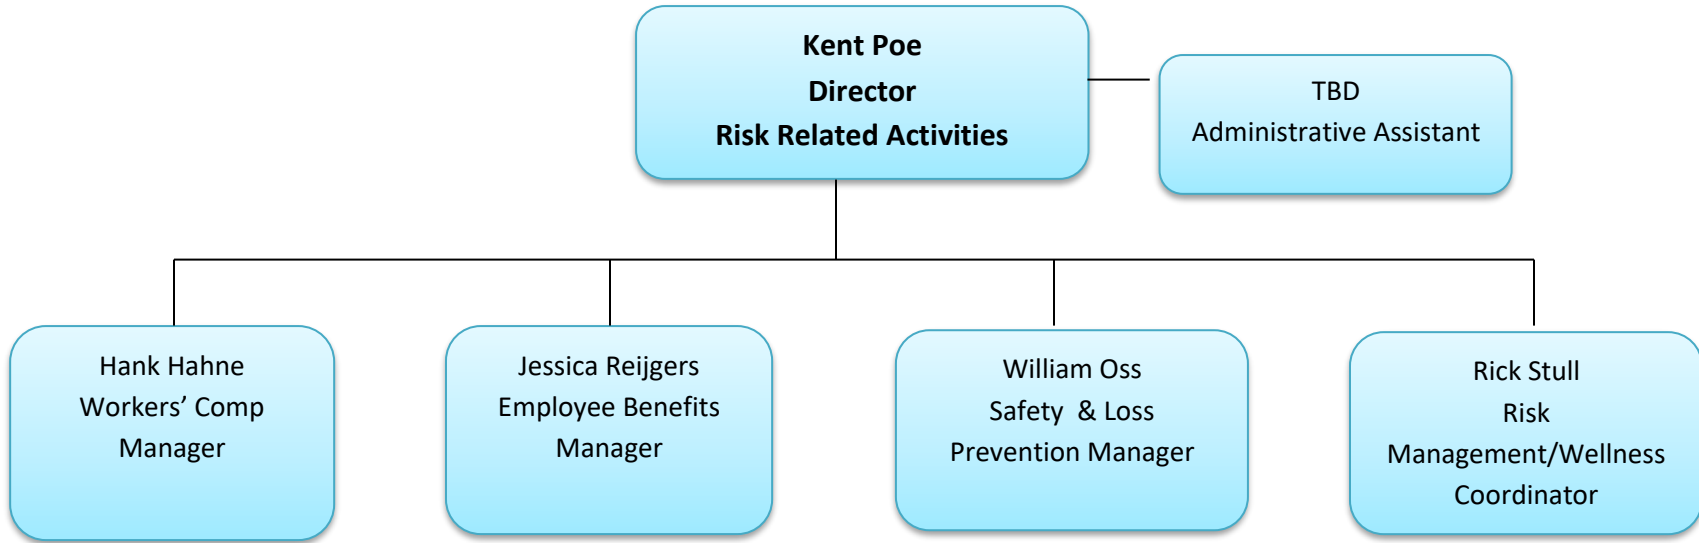 Kent Poe
Director
Risk Related Activities
TBD
Administrative Assistant
Hank Hahne
Workers’ Comp
Manager
Jessica Reijgers
Employee Benefits
Manager
William Oss
Safety  & Loss
Prevention Manager
Rick Stull
Risk
Management/Wellness
Coordinator